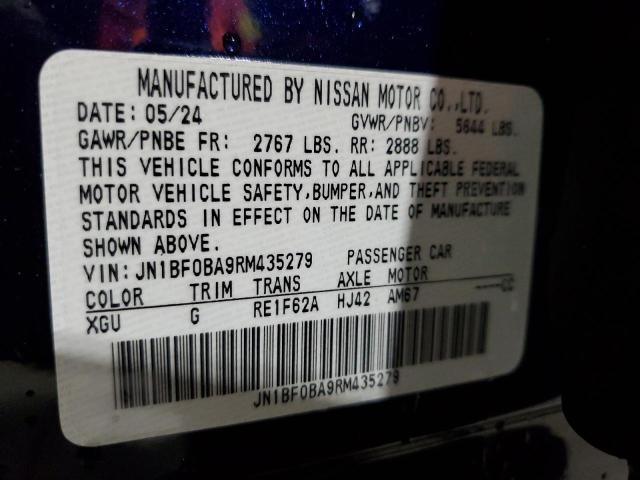 MANUFACTURED BY NISSAN MOTOR CO.,LTD.
DATE: 05/24 GVWR/PNBV: 5644 LBS.
GAWR/PNBE FR: 2767 LBS. RR: 2888 LBS.
THIS VEHICLE CONFORMS TO ALL APPLICABLE FEDERAL
MOTOR VEHICLE SAFETY,BUMPER,AND THEFT PREVENTION
STANDARDS IN EFFECT ON THE DATE OF MANUFACTURE
SHOWN ABOVE.
VIN: JN1BF0BA9RM435279 PASSENGER CAR
COLOR TRIM TRANS AXLE MOTOR
XGU G RE1F62A HJ42 AM67 -----CC
JN1BF0BA9RM435279